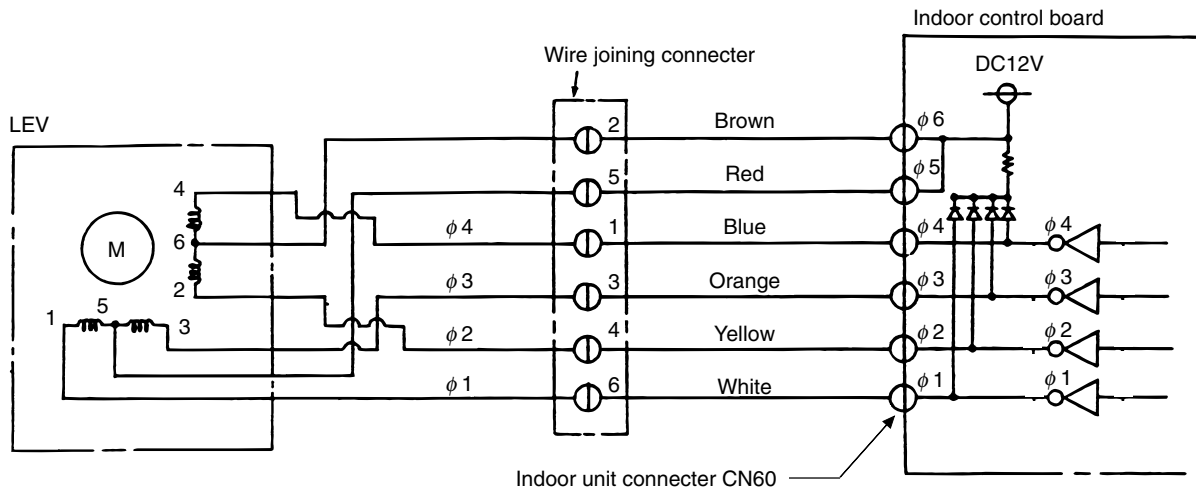 Indoor control board
Wire joining connecter
DC12V
LEV
2 Brown ϕ6
5 Red ϕ5
4
6
2
M
1 5 3
ϕ4 1 Blue ϕ4 ϕ4
ϕ3 3 Orange ϕ3 ϕ3
ϕ2 4 Yellow ϕ2 ϕ2
ϕ1 6 White ϕ1 ϕ1
Indoor unit connecter CN60